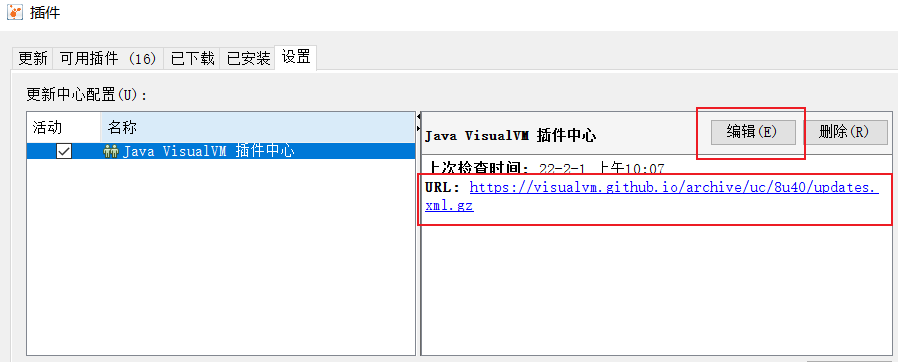 插件
更新 可用插件 (16) 已下载 已安装 设置
更新中心配置(U):
活动 名称
Java VisualVM 插件中心
Java VisualVM 插件中心 编辑(E) 删除(R)
上次检查时间: 22-2-1 上午10:07
URL: https://visualvm.github.io/archive/uc/8u40/updates.
xml.gz